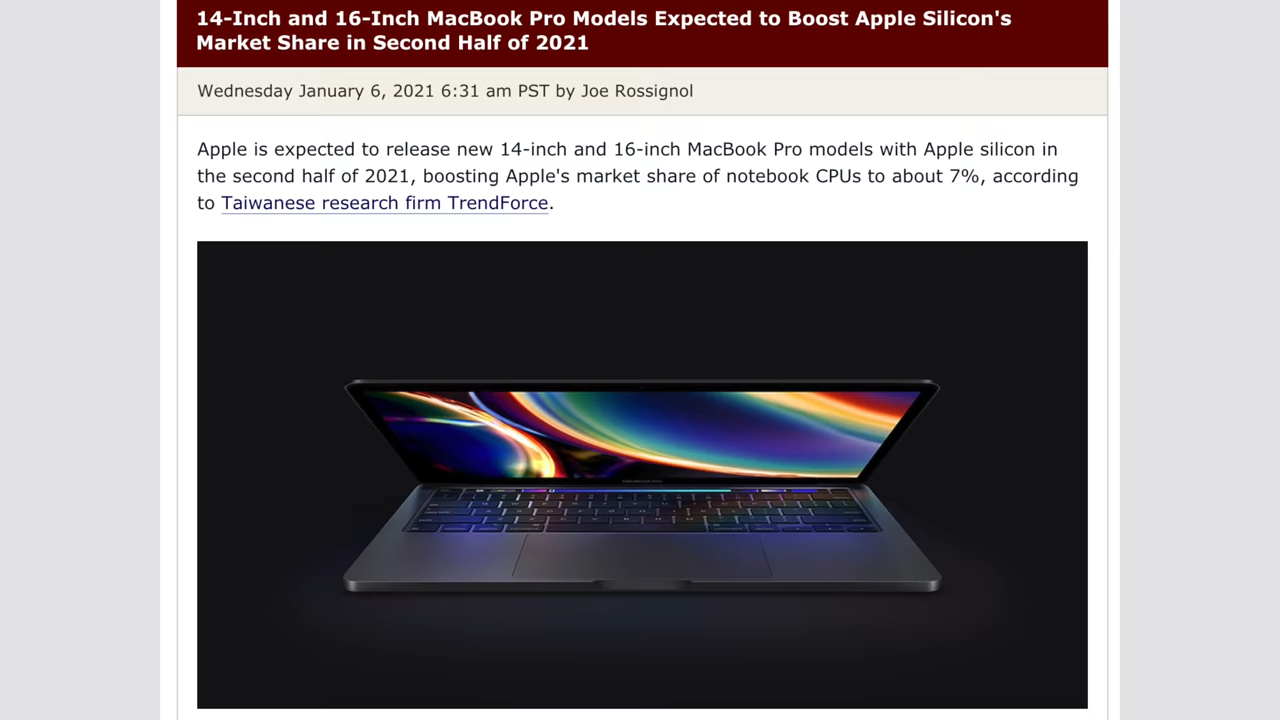 14-Inch and 16-Inch MacBook Pro Models Expected to Boost Apple Silicon's
Market Share in Second Half of 2021
Wednesday January 6, 2021 6:31 am PST by Joe Rossignol
Apple is expected to release new 14-inch and 16-inch MacBook Pro models with Apple silicon in
the second half of 2021, boosting Apple's market share of notebook CPUs to about 7%, according
to Taiwanese research firm TrendForce.
MACBOOK PRO